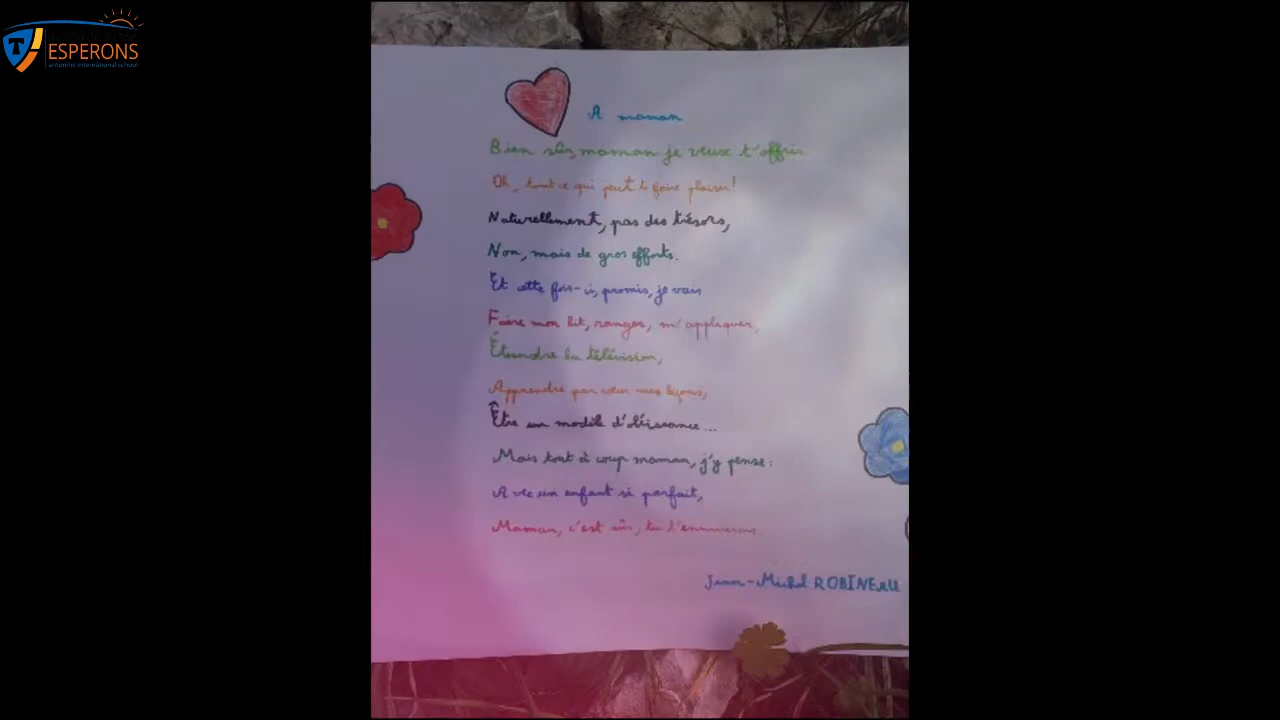 T
ESPERONS
antonine international school
A maman
Bien sûr, maman je veux t'offrir
Oh, tout ce qui peut te faire plaisir!
Naturellement, pas des trésors,
Non, mais de gros efforts.
Et cette fois-ci, promis, je vais
Faire mon lit, ranger, m'appliquer,
Éteindre la télévision,
Apprendre par cœur mes leçons,
Être un modèle d'obéissance...
Mais tout à coup maman, j'y pense:
Avec un enfant si parfait,
Maman, c'est sûr, tu t'ennuierais.
Jean-Michel ROBINEAU